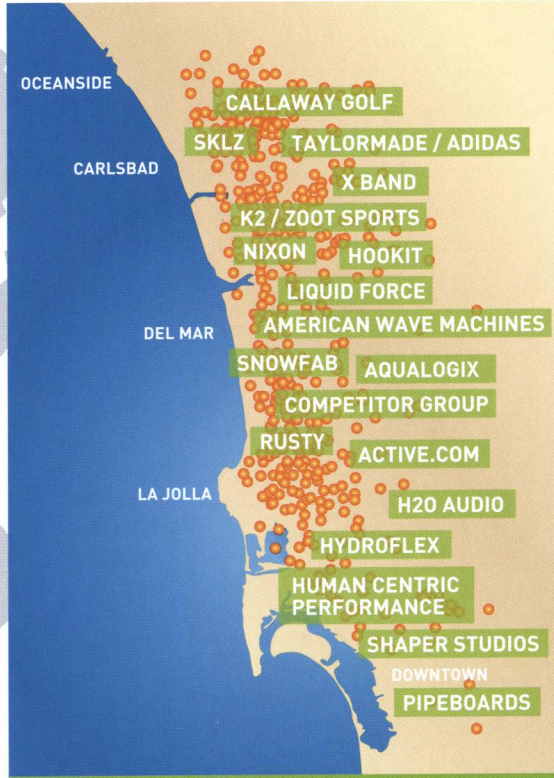 OCEANSIDE
CALLAWAY GOLF
SKLZ
TAYLORMADE / ADIDAS
CARLSBAD
X BAND
K2 / ZOOT SPORTS
NIXON
HOOKIT
LIQUID FORCE
AMERICAN WAVE MACHINES
DEL MAR
SNOWFAB
AQUALOGIX
COMPETITOR GROUP
RUSTY
ACTIVE.COM
LA JOLLA
H2O AUDIO
HYDROFLEX
HUMAN CENTRIC
PERFORMANCE
SHAPER STUDIOS
DOWNTOWN
PIPEBOARDS